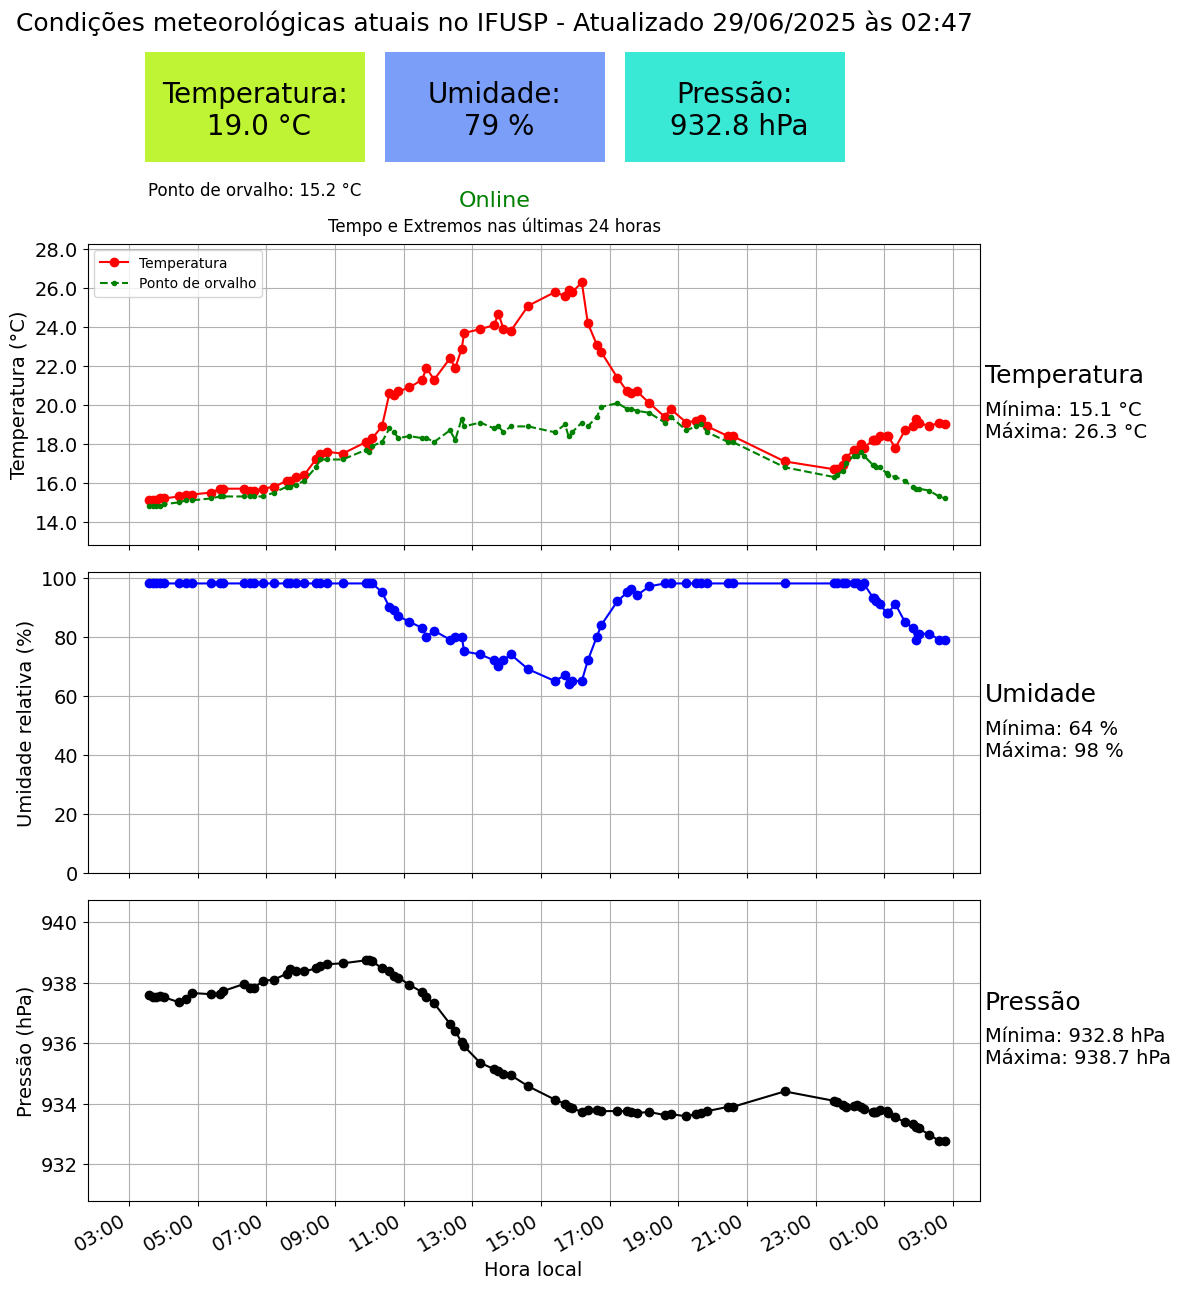 Condições meteorológicas atuais no IFUSP - Atualizado 29/06/2025 às 02:47
Temperatura:
19.0 °C
Umidade:
79 %
Pressão:
932.8 hPa
Ponto de orvalho: 15.2 °C
Online
Tempo e Extremos nas últimas 24 horas
28.0
26.0
24.0
22.0
20.0
18.0
16.0
14.0
Temperatura (°C)
Temperatura
Ponto de orvalho
Temperatura
Mínima: 15.1 °C
Máxima: 26.3 °C
100
80
60
40
20
0
Umidade relativa (%)
Umidade
Mínima: 64 %
Máxima: 98 %
940
938
936
934
932
Pressão (hPa)
Pressão
Mínima: 932.8 hPa
Máxima: 938.7 hPa
03:00
05:00
07:00
09:00
11:00
13:00
15:00
17:00
19:00
21:00
23:00
01:00
03:00
Hora local